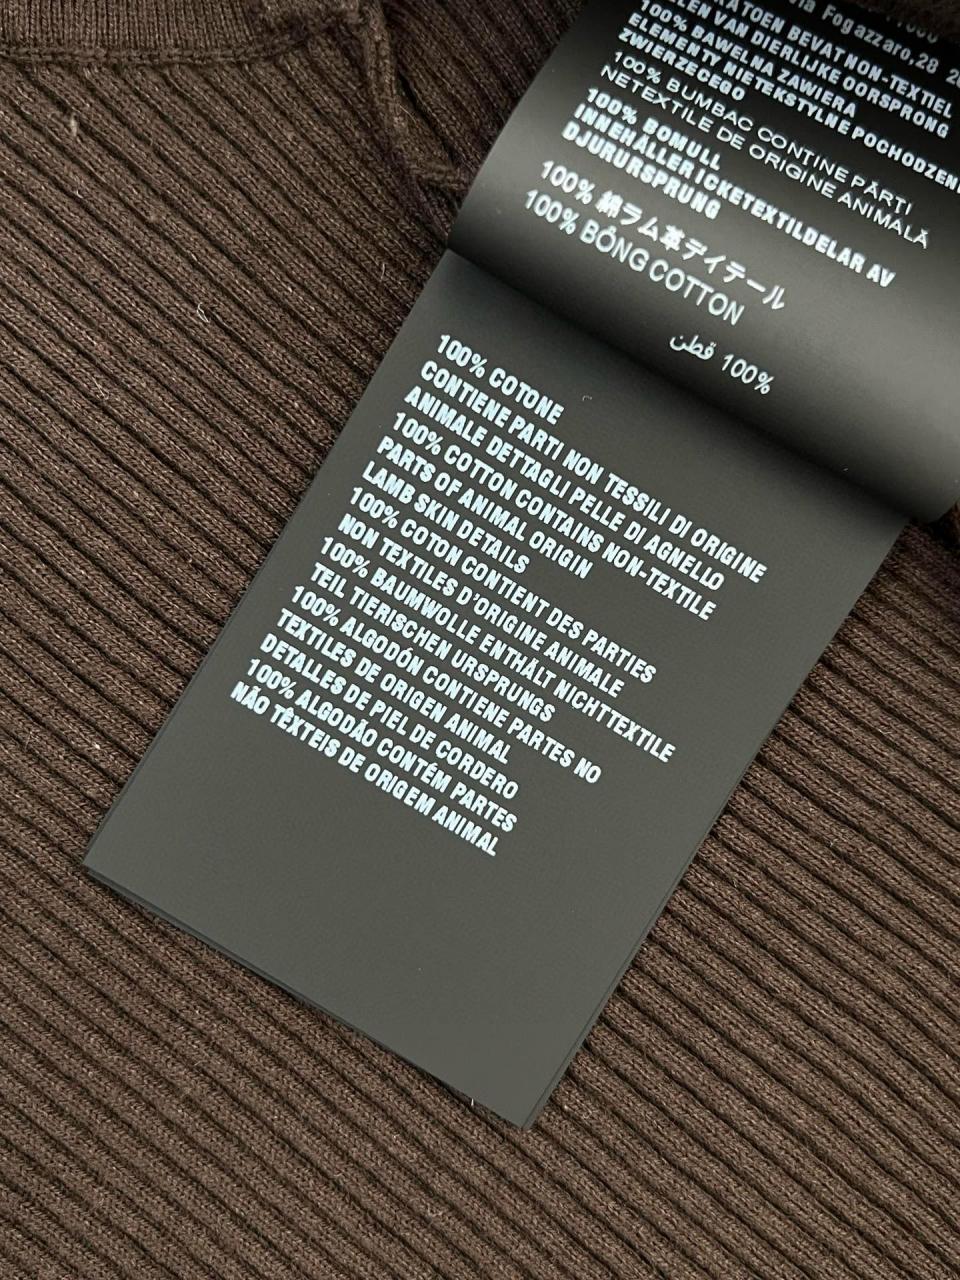 Fogazzaro, 28
KATOEN BEVAT NON-TEXTIEL
VAN DIERLIJKE OORSPRONG
100% BAWEŁNA ZAWIERA
ELEMENTY NIETEKSTYLNE POCHODZEN
ZWIERZĘCEGO
100% BUMBAC CONTINE PĂRTI
NETEXTILE DE ORIGINE ANIMALĂ
100% BOMULL
INNEHÅLLER ICKETEXTILDELAR AV
DJURURSPRUNG
100% 綿ラム革ディテール
100% BÔNG COTTON
100% قطن
100% COTONE
CONTIENE PARTI NON TESSILI DI ORIGINE
ANIMALE DETTAGLI PELLE DI AGNELLO
100% COTTON CONTAINS NON-TEXTILE
PARTS OF ANIMAL ORIGIN
LAMB SKIN DETAILS
100% COTON CONTIENT DES PARTIES
NON TEXTILES D'ORIGINE ANIMALE
100% BAUMWOLLE ENTHÄLT NICHTTEXTILE
TEIL TIERISCHEN URSPRUNGS
100% ALGODÓN CONTIENE PARTES NO
TEXTILES DE ORIGEN ANIMAL
DETALLES DE PIEL DE CORDERO
100% ALGODÃO CONTÉM PARTES
NÃO TÊXTEIS DE ORIGEM ANIMAL